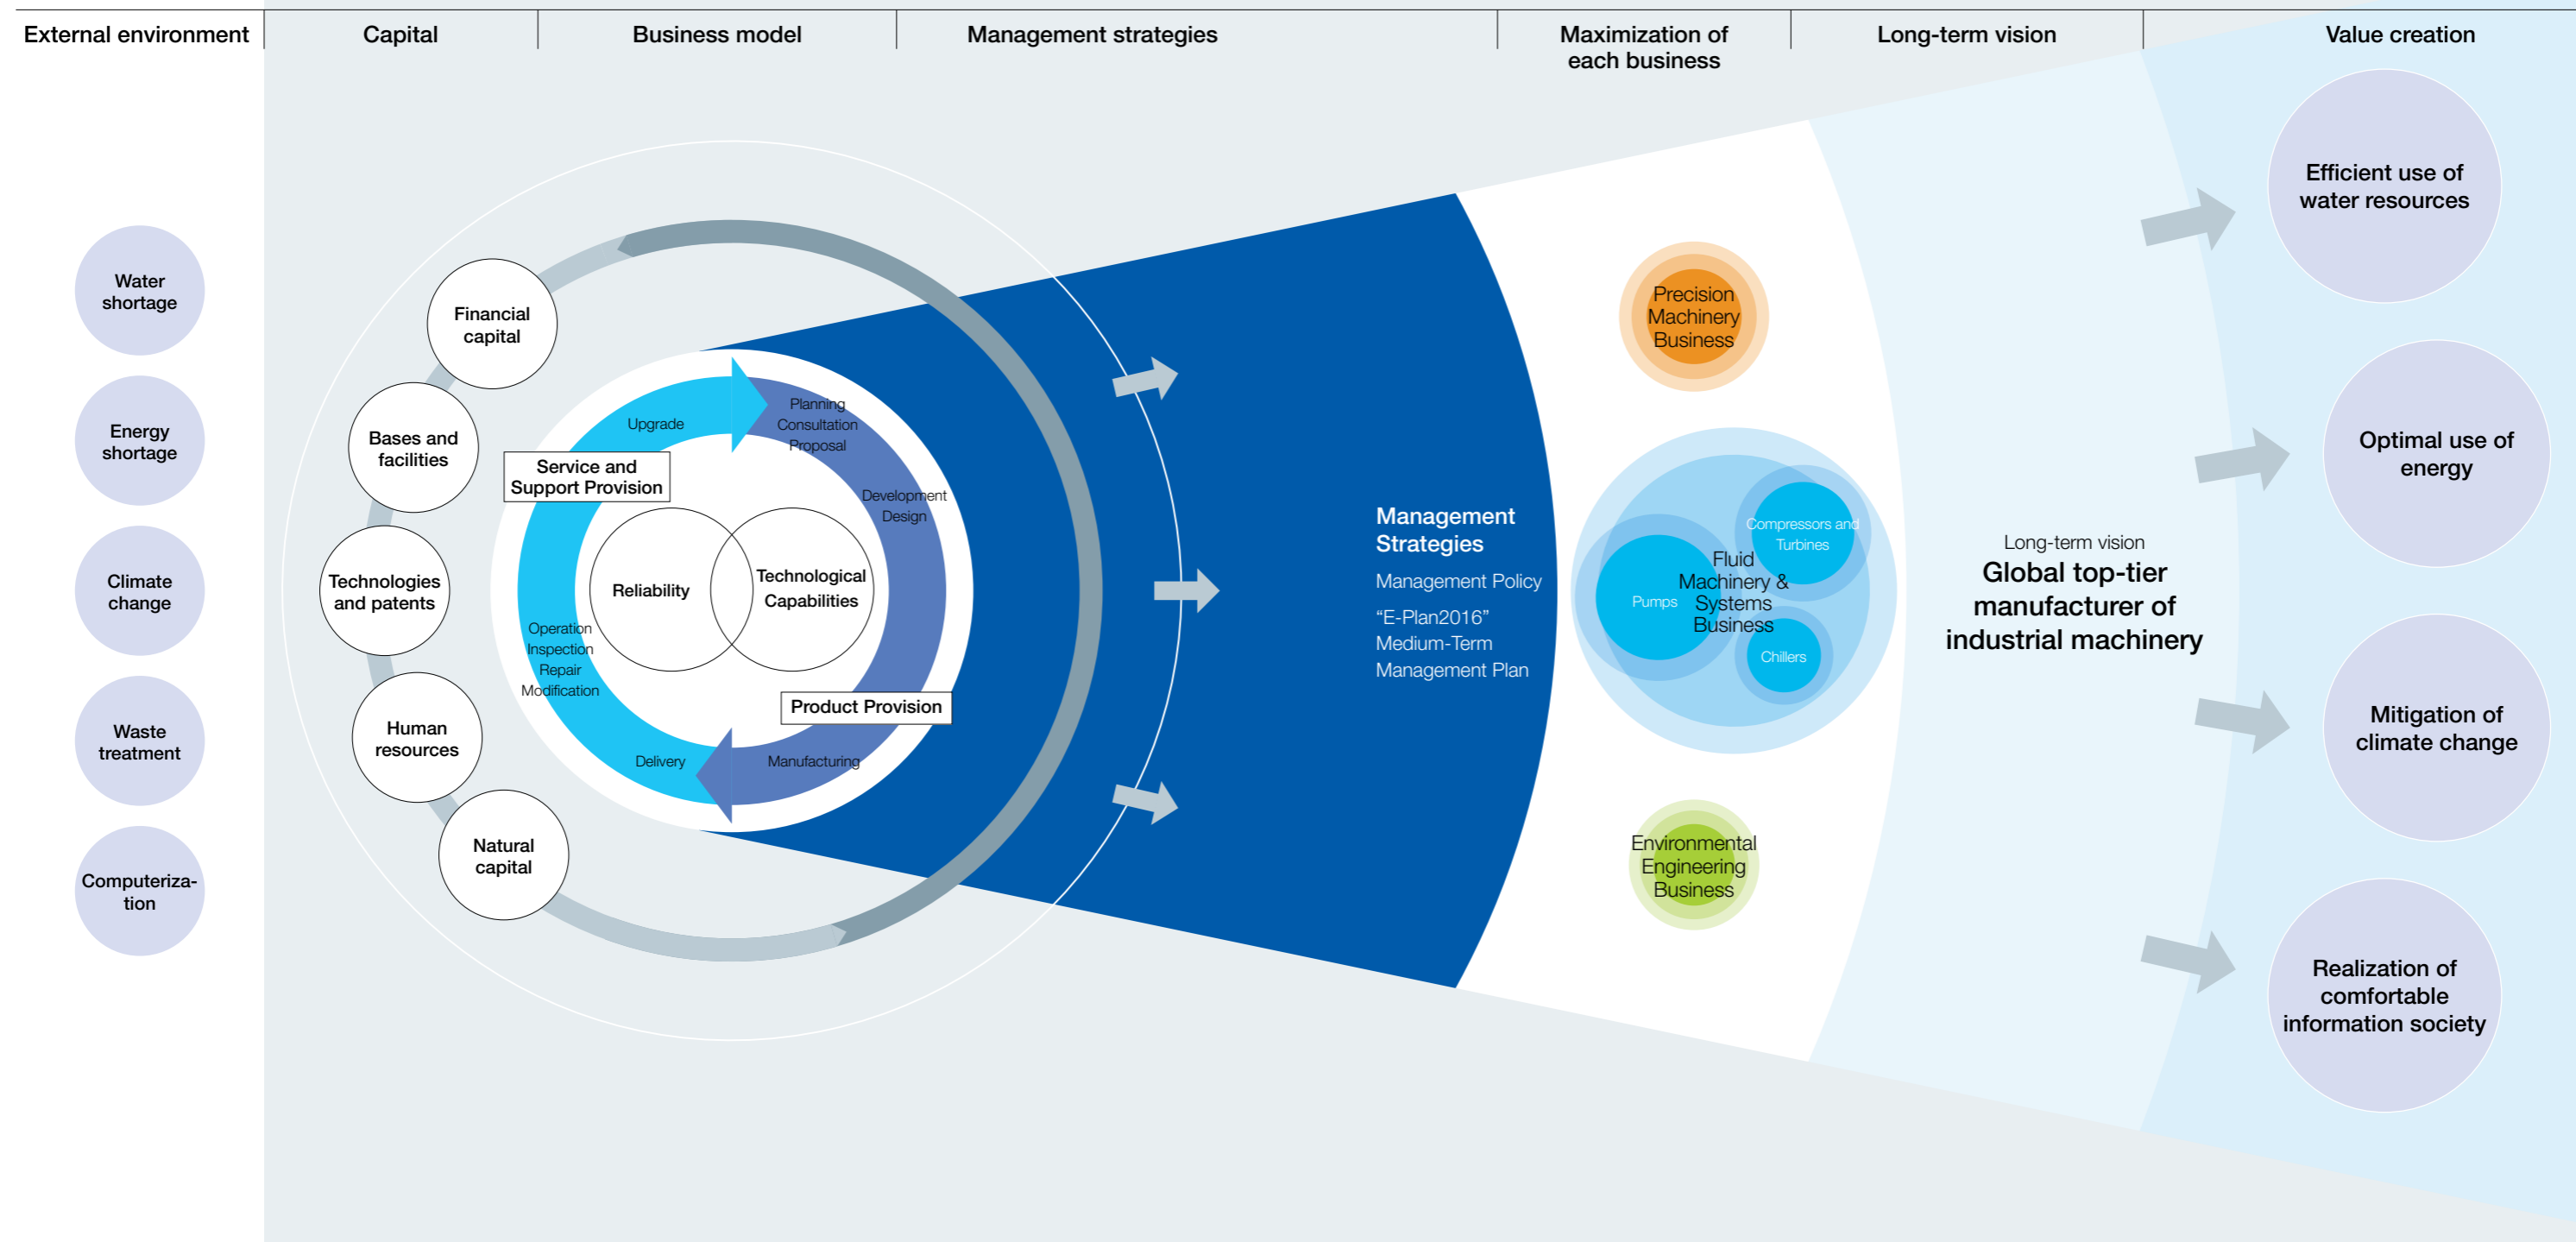 External environment
Capital
Business model
Management strategies
Maximization of
each business
Long-term vision
Value creation
Water
shortage
Energy
shortage
Climate
change
Waste
treatment
Computeriza-
tion
Financial
capital
Bases and
facilities
Technologies
and patents
Human
resources
Natural
capital
Upgrade
Planning
Consultation
Proposal
Service and
Support Provision
Development
Design
Reliability
Technological
Capabilities
Operation
Inspection
Repair
Modification
Product Provision
Delivery
Manufacturing
Management
Strategies
Management Policy
“E-Plan2016”
Medium-Term
Management Plan
Precision
Machinery
Business
Compressors and
Turbines
Fluid
Machinery &
Systems
Business
Pumps
Chillers
Environmental
Engineering
Business
Long-term vision
Global top-tier
manufacturer of
industrial machinery
Efficient use of
water resources
Optimal use of
energy
Mitigation of
climate change
Realization of
comfortable
information society